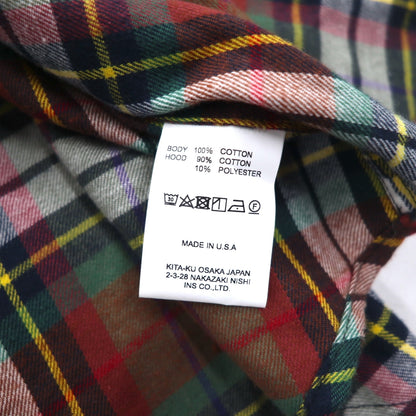 BODY 100% COTTON
HOOD 90% COTTON
10% POLYESTER
30 F
MADE IN U.S.A
KITA-KU OSAKA JAPAN
2-3-28 NAKAZAKI NISHI
INS CO.,LTD